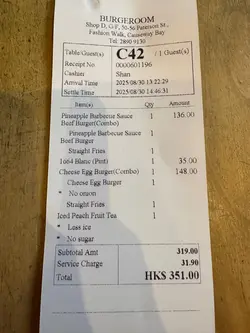 BURGEROOM
Shop D, G/F, 50-56 Paterson St.,
Fashion Walk, Causeway Bay
Tel: 2890 9130
Table/Guest(s) C42 / 1 Guest(s)
Receipt No 0000601196
Cashier Shan
Arrival Time 2025/08/30 13:22:29
Settle Time 2025/08/30 14:46:31
Item(s) Qty Amount
Pineapple Barbecue Sauce 1 136.00
Beef Burger(Combo)
Pineapple Barbecue Sauce 1
Beef Burger
Straight Fries 1
1664 Blanc (Pint) 1 35.00
Cheese Egg Burger(Combo) 1 148.00
Cheese Egg Burger 1
* No onion
Straight Fries 1
Iced Peach Fruit Tea 1
* Less ice
* No sugar
Subtotal Amt 319.00
Service Charge 31.90
Total HK$ 351.00